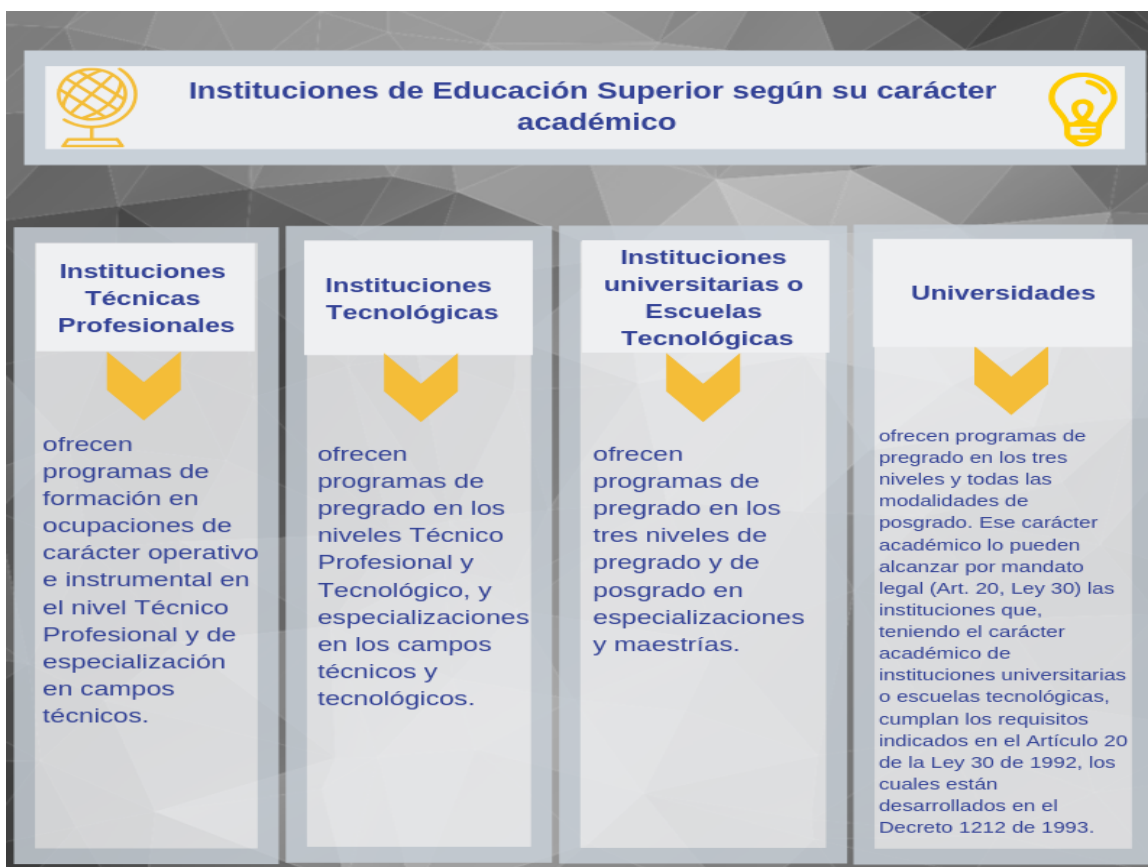 Instituciones de Educación Superior según su carácter
académico
Instituciones
Técnicas
Profesionales
ofrecen
programas de
formación en
ocupaciones de
carácter operativo
e instrumental en
el nivel Técnico
Profesional y de
especialización
en campos
técnicos.
Instituciones
Tecnológicas
ofrecen
programas de
pregrado en los
niveles Técnico
Profesional y
Tecnológico, y
especializaciones
en los campos
técnicos y
tecnológicos.
Instituciones
universitarias o
Escuelas
Tecnológicas
ofrecen
programas de
pregrado en los
tres niveles de
pregrado y de
posgrado en
especializaciones
y maestrías.
Universidades
ofrecen programas de
pregrado en los tres
niveles y todas las
modalidades de
posgrado. Ese carácter
académico lo pueden
alcanzar por mandato
legal (Art. 20, Ley 30) las
instituciones que,
teniendo el carácter
académico de
instituciones universitarias
o escuelas tecnológicas,
cumplan los requisitos
indicados en el Artículo 20
de la Ley 30 de 1992, los
cuales están
desarrollados en el
Decreto 1212 de 1993.